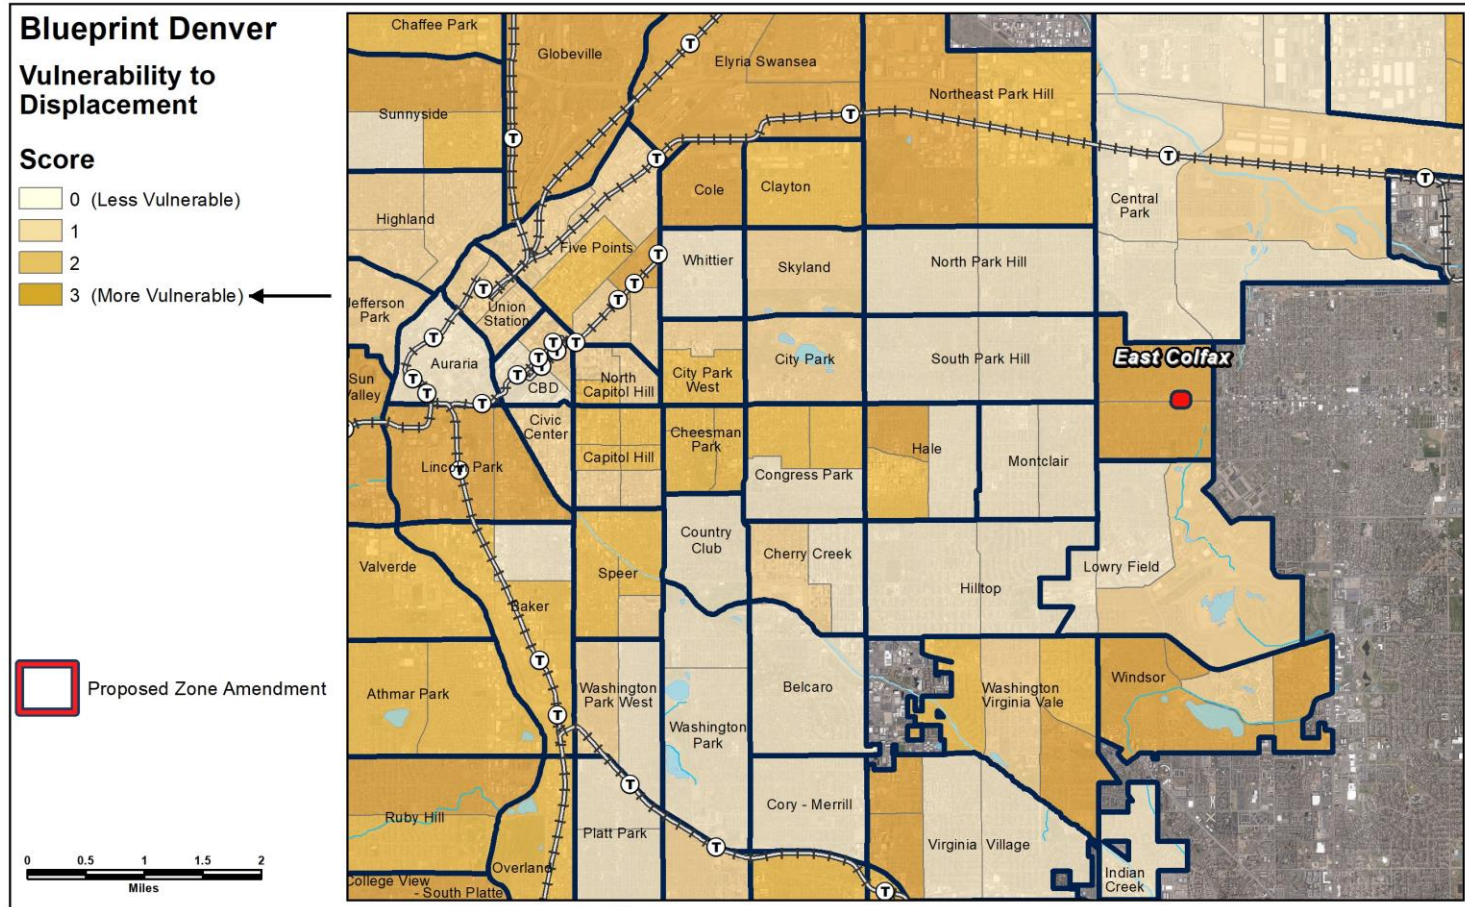 Blueprint Denver
Vulnerability to
Displacement
Score
0 (Less Vulnerable)
1
2
3 (More Vulnerable)
Proposed Zone Amendment
0 0.5 1 1.5 2
Miles
Chaffee Park
Globeville
Elyria Swansea
Northeast Park Hill
Sunnyside
T
T
T
T
T
T
Cole
Clayton
Central
Park
Highland
Five Points
Whittier
Skyland
North Park Hill
T
T
T
T
Jefferson
Park
Union
Station
T
Auraria
T
T
T
T
T
T
T
CBD
North
Capitol Hill
City Park
West
City Park
South Park Hill
East Colfax
Sun
Valley
T
T
T
Civic
Center
Lincoln Park
T
Capitol Hill
Cheesman
Park
Congress Park
Hale
Montclair
Valverde
Country
Club
Cherry Creek
Hilltop
Lowry Field
Speer
Baker
T
Athmar Park
Washington
Park West
Washington
Park
Belcaro
Washington
Virginia Vale
Windsor
T
T
Ruby Hill
Platt Park
Cory - Merrill
Virginia Village
T
Overland
College View
- South Platte
T
Indian
Creek